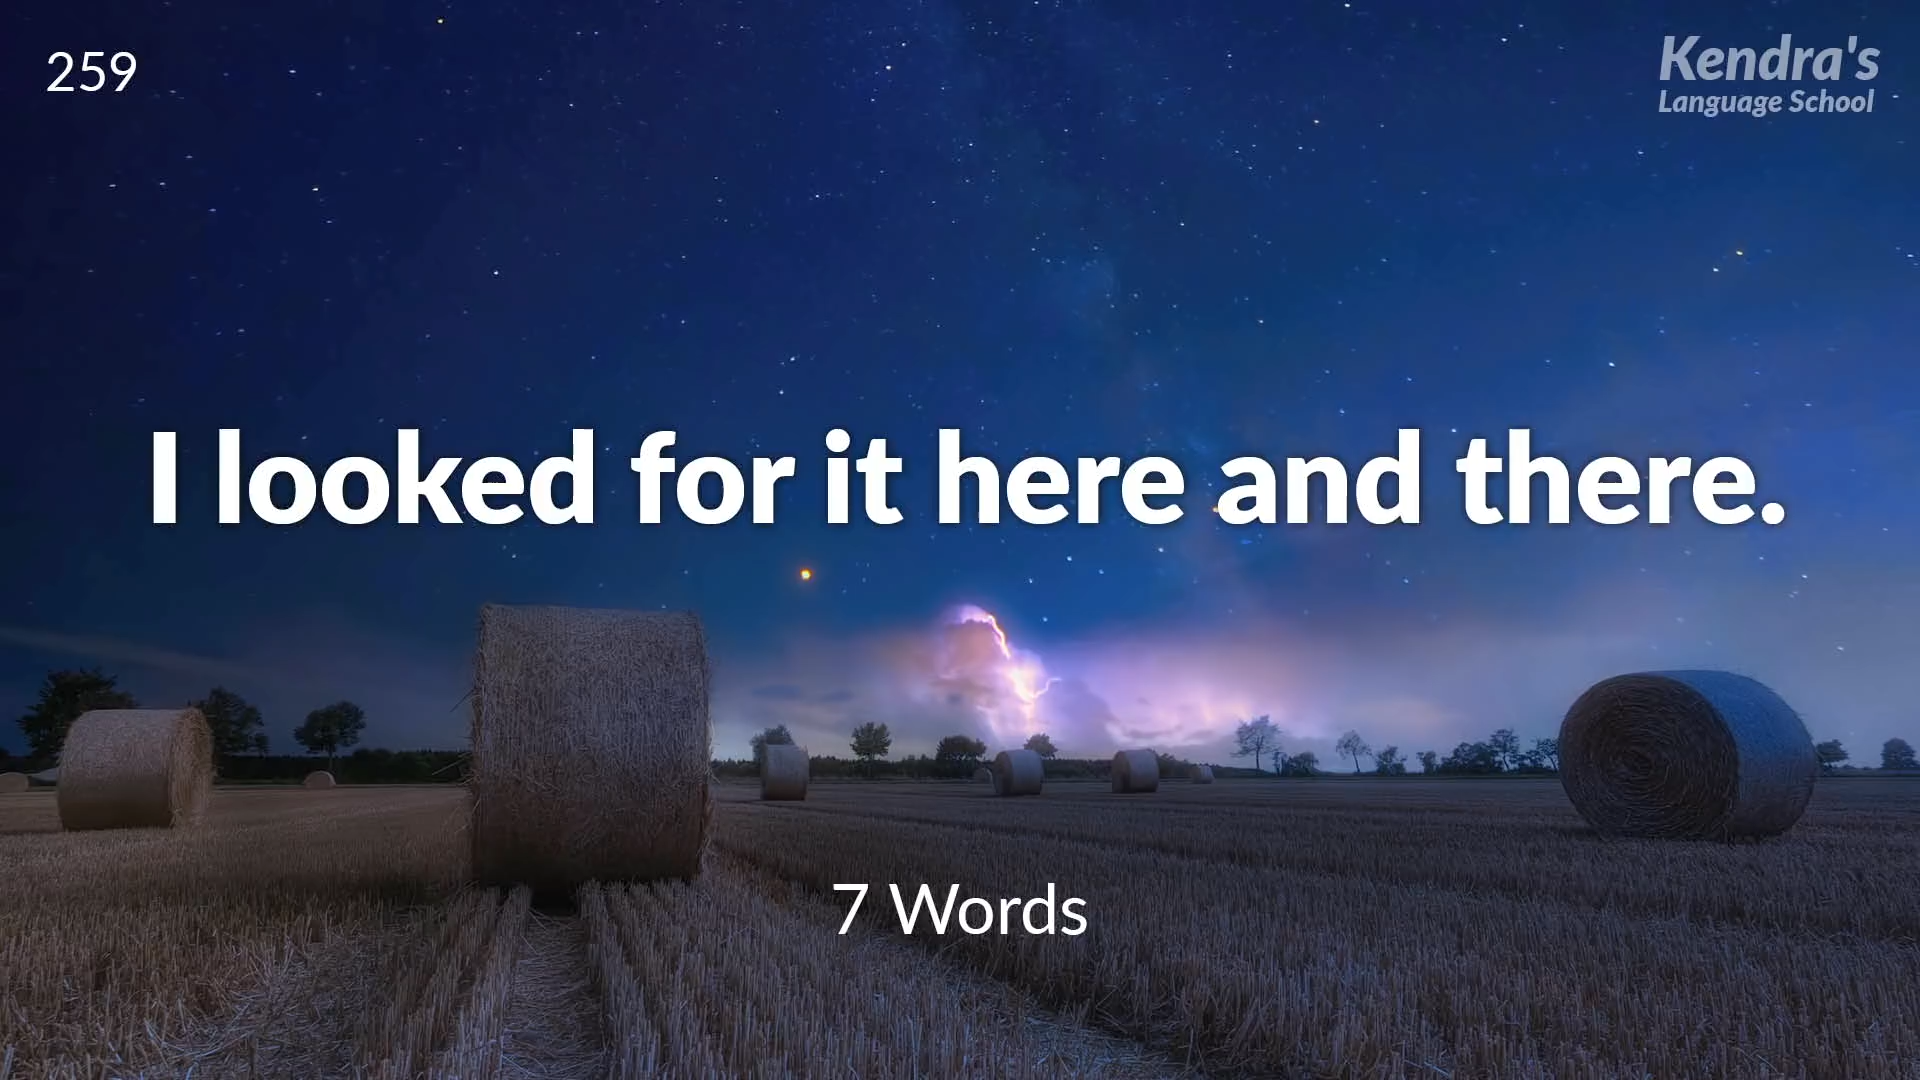 259
Kendra's
Language School
I looked for it here and there.
7 Words